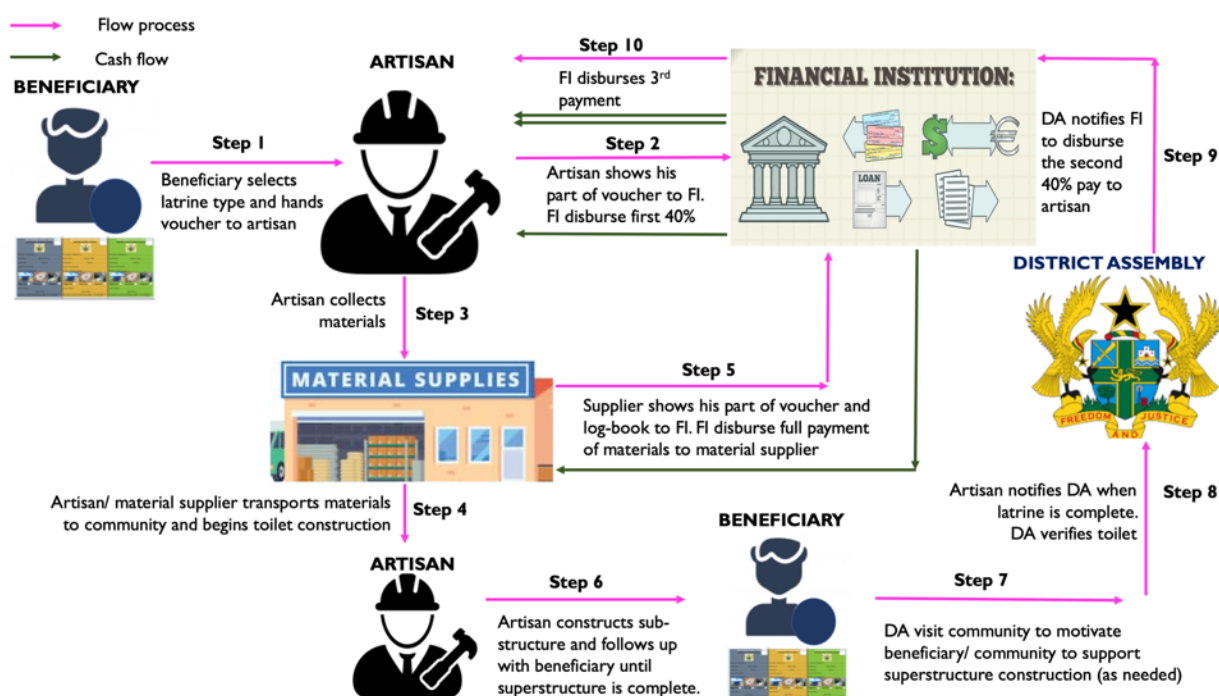 Flow process
Cash flow
BENEFICIARY
ARTISAN
Step 1
Beneficiary selects
latrine type and hands
voucher to artisan
Step 10
FI disburses 3rd
payment
Step 2
Artisan shows his
part of voucher to FI.
FI disburse first 40%
FINANCIAL INSTITUTION:
LOAN
DA notifies FI
to disburse
the second
40% pay to
artisan
Step 9
DISTRICT ASSEMBLY
FREEDOM AND JUSTICE
Artisan collects
materials
Step 3
MATERIAL SUPPLIES
Step 5
Supplier shows his part of voucher and
log-book to FI. FI disburse full payment
of materials to material supplier
Artisan/ material supplier transports materials
to community and begins toilet construction
Step 4
Artisan notifies DA when
latrine is complete.
DA verifies toilet
Step 8
ARTISAN
Step 6
Artisan constructs sub-
structure and follows up
with beneficiary until
superstructure is complete.
BENEFICIARY
Step 7
DA visit community to motivate
beneficiary/ community to support
superstructure construction (as needed)